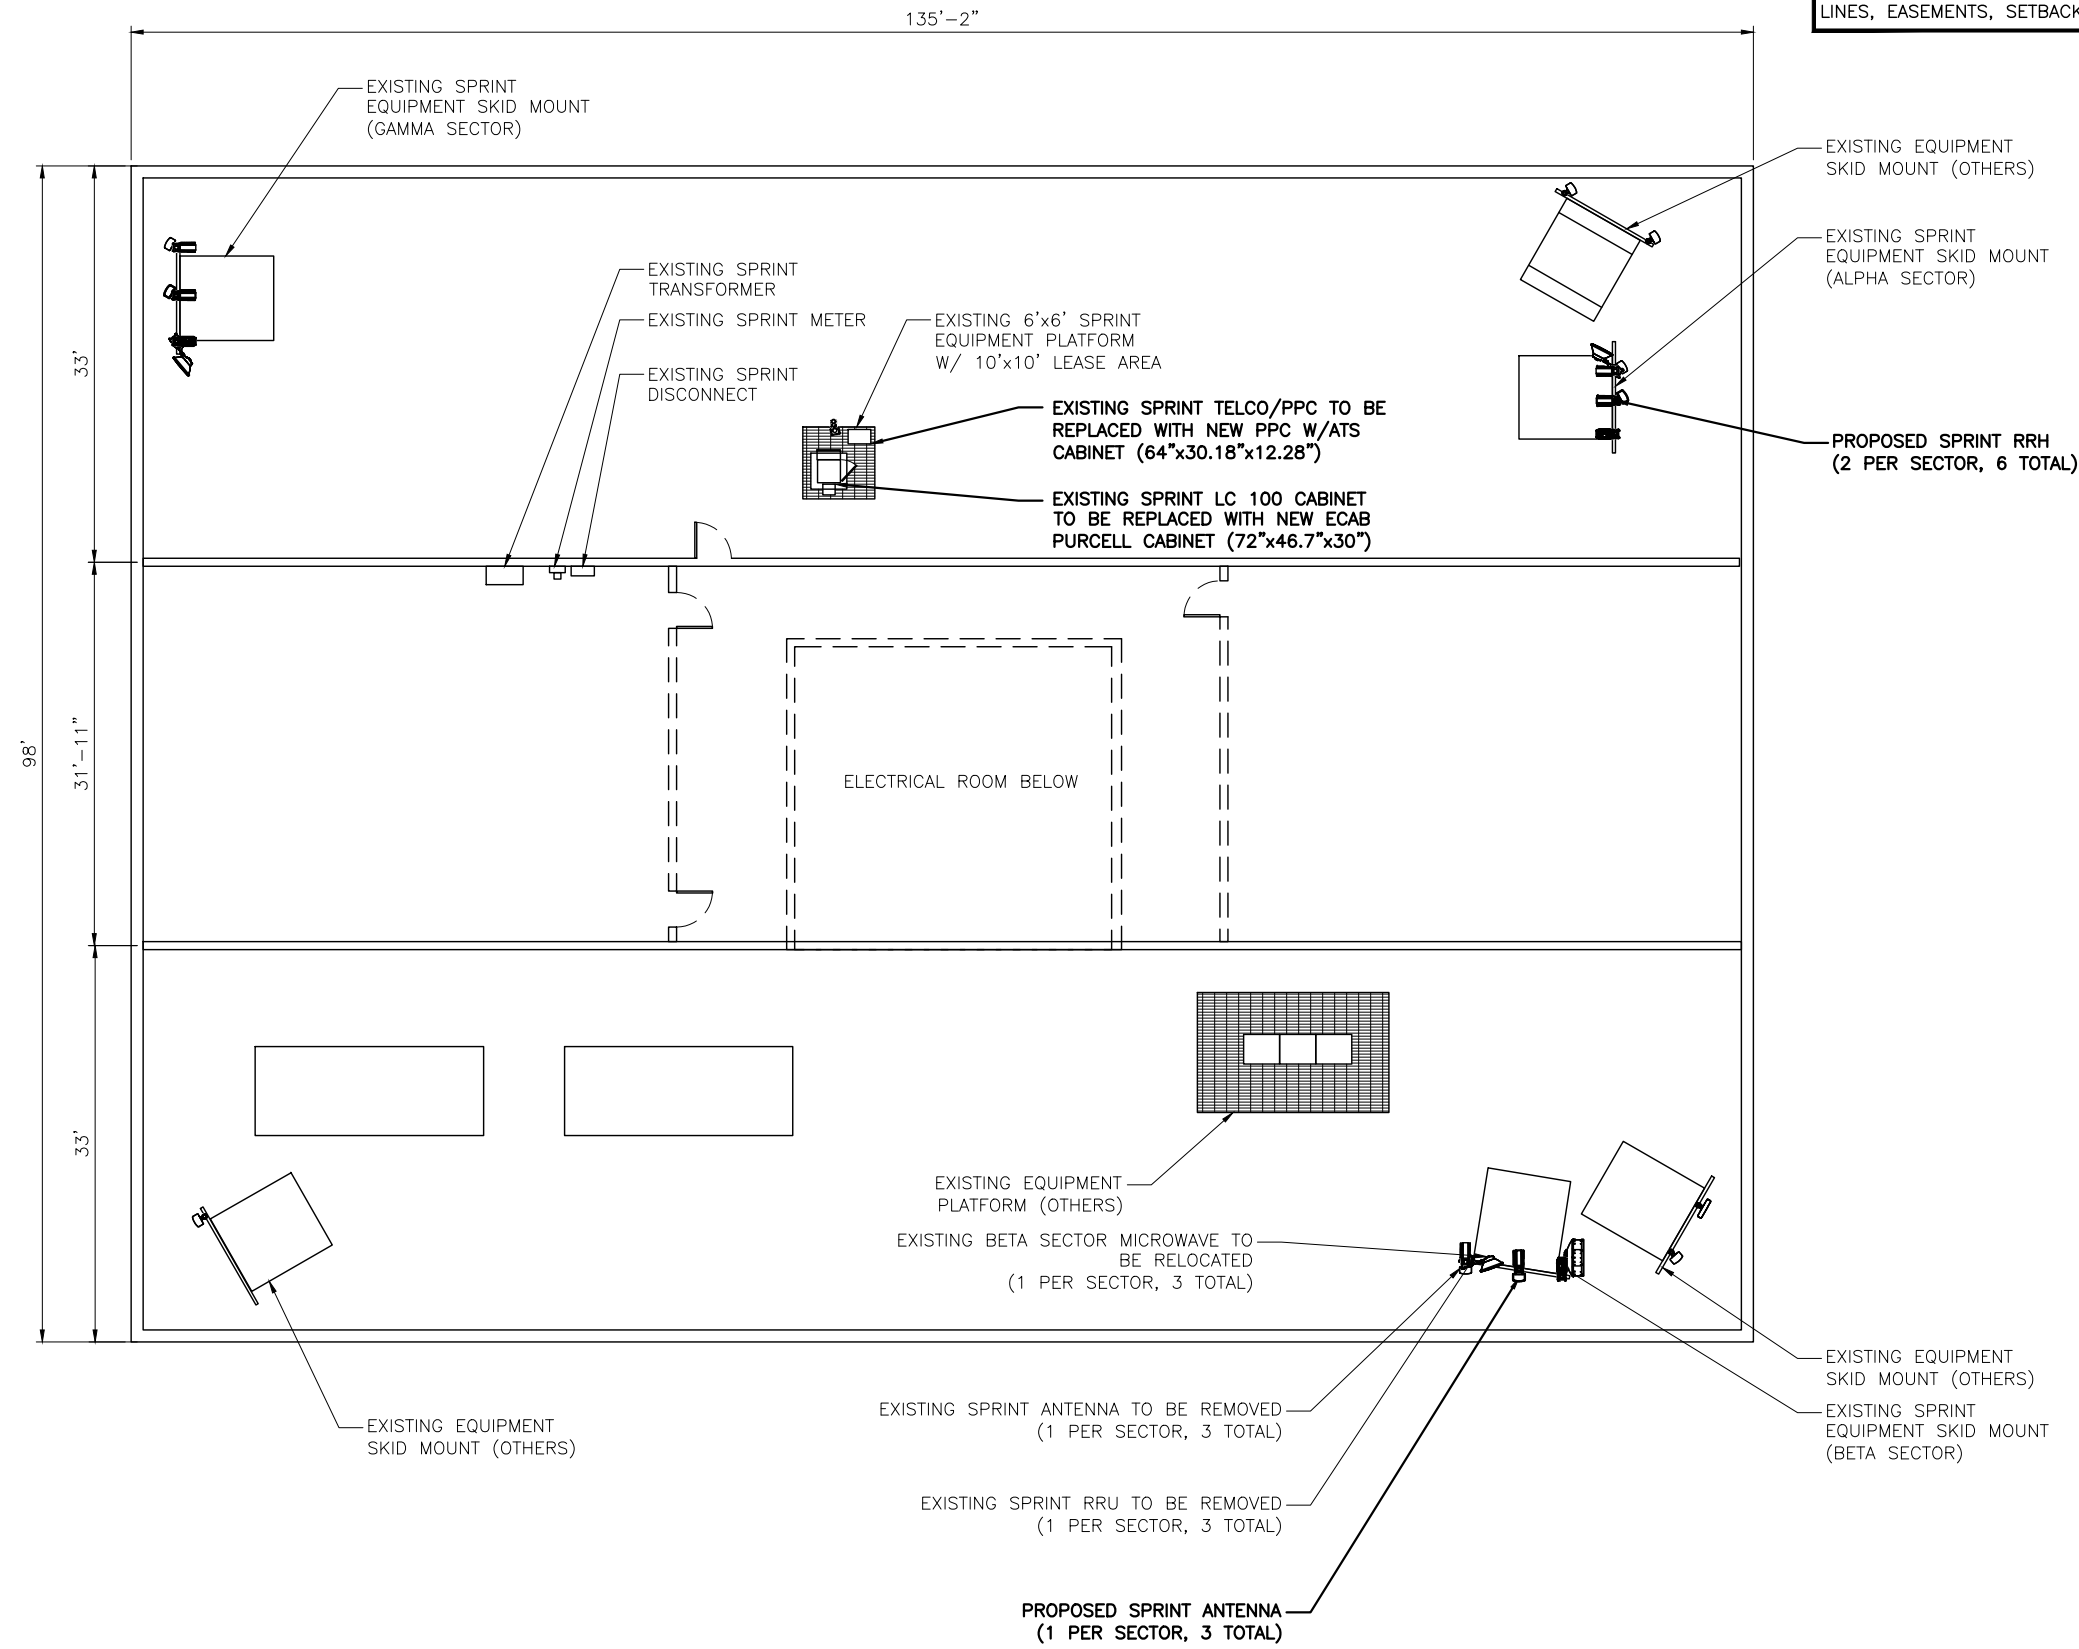 LINES, EASEMENTS, SETBACK
135'-2"
EXISTING SPRINT
EQUIPMENT SKID MOUNT
(GAMMA SECTOR)
EXISTING EQUIPMENT
SKID MOUNT (OTHERS)
EXISTING SPRINT
EQUIPMENT SKID MOUNT
(ALPHA SECTOR)
EXISTING SPRINT
TRANSFORMER
EXISTING SPRINT METER
EXISTING SPRINT
DISCONNECT
EXISTING 6'x6' SPRINT
EQUIPMENT PLATFORM
W/ 10'x10' LEASE AREA
EXISTING SPRINT TELCO/PPC TO BE
REPLACED WITH NEW PPC W/ATS
CABINET (64"x30.18"x12.28")
PROPOSED SPRINT RRH
(2 PER SECTOR, 6 TOTAL)
EXISTING SPRINT LC 100 CABINET
TO BE REPLACED WITH NEW ECAB
PURCELL CABINET (72"x46.7"x30")
33'
98'
31'-11"
33'
ELECTRICAL ROOM BELOW
EXISTING EQUIPMENT
PLATFORM (OTHERS)
EXISTING BETA SECTOR MICROWAVE TO
BE RELOCATED
(1 PER SECTOR, 3 TOTAL)
EXISTING EQUIPMENT
SKID MOUNT (OTHERS)
EXISTING SPRINT
EQUIPMENT SKID MOUNT
(BETA SECTOR)
EXISTING EQUIPMENT
SKID MOUNT (OTHERS)
EXISTING SPRINT ANTENNA TO BE REMOVED
(1 PER SECTOR, 3 TOTAL)
EXISTING SPRINT RRU TO BE REMOVED
(1 PER SECTOR, 3 TOTAL)
PROPOSED SPRINT ANTENNA
(1 PER SECTOR, 3 TOTAL)